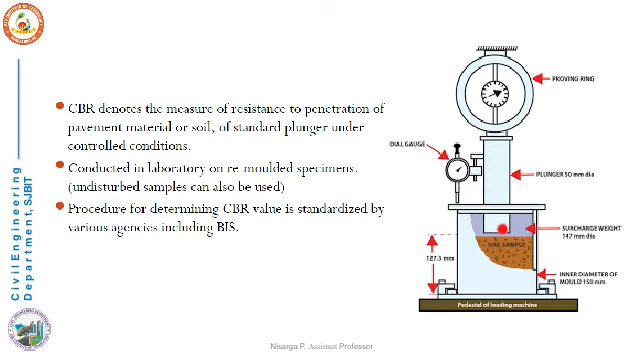 CBR denotes the measure of resistance to penetration of
pavement material or soil, of standard plunger under
controlled conditions.
Conducted in laboratory on re moulded specimens.
(undisturbed samples can also be used)
Procedure for determining CBR value is standardized by
various agencies including BIS.
Civil Engineering
Department, SJBIT
PROVING RING
DIAL GAUGE
PLUNGER 50 mm dia
SURCHARGE WEIGHT
147 mm dia
SOIL SAMPLE
127.3 mm
INNER DIAMETER OF
MOULD 150 mm
Pedestal of loading machine
Nisarga P, Assistant Professor